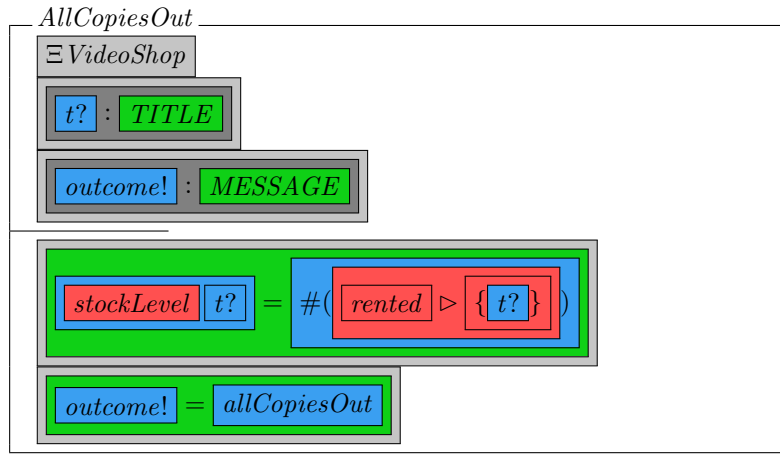 AllCopiesOut
ΞVideoShop
t? : TITLE
outcome! : MESSAGE
stockLevel t? = #(rented ▷ {t?})
outcome! = allCopiesOut